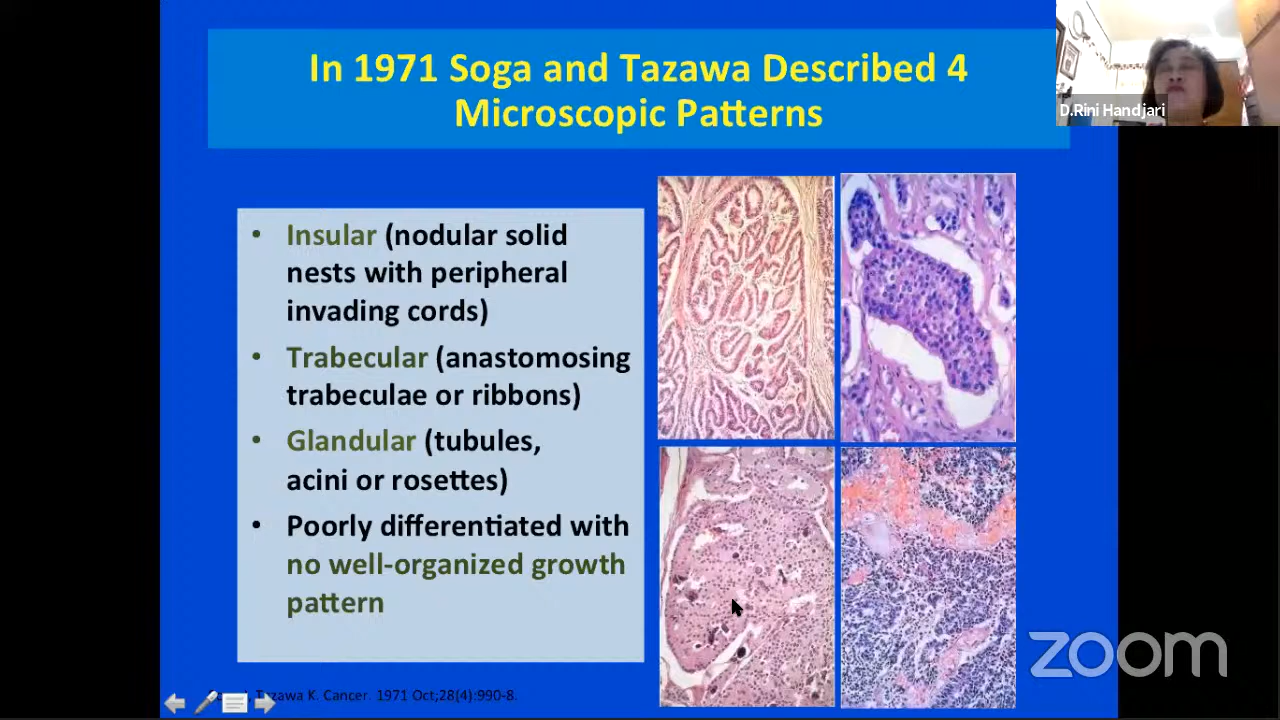 In 1971 Soga and Tazawa Described 4
Microscopic Patterns
D.Rini Handjari
• Insular (nodular solid
nests with peripheral
invading cords)
• Trabecular (anastomosing
trabeculae or ribbons)
• Glandular (tubules,
acini or rosettes)
• Poorly differentiated with
no well-organized growth
pattern
K. Cancer. 1971 Oct;28(4):990-8.
zoom